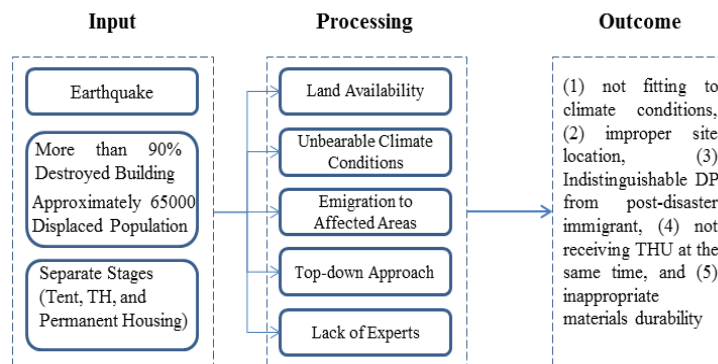 Input
Processing
Outcome
Earthquake
More than 90%
Destroyed Building
Approximately 65000
Displaced Population
Separate Stages
(Tent, TH, and
Permanent Housing)
Land Availability
Unbearable Climate
Conditions
Emigration to
Affected Areas
Top-down Approach
Lack of Experts
(1) not fitting to
climate conditions,
(2) improper site
location, (3)
Indistinguishable DP
from post-disaster
immigrant, (4) not
receiving THU at the
same time, and (5)
inappropriate
materials durability